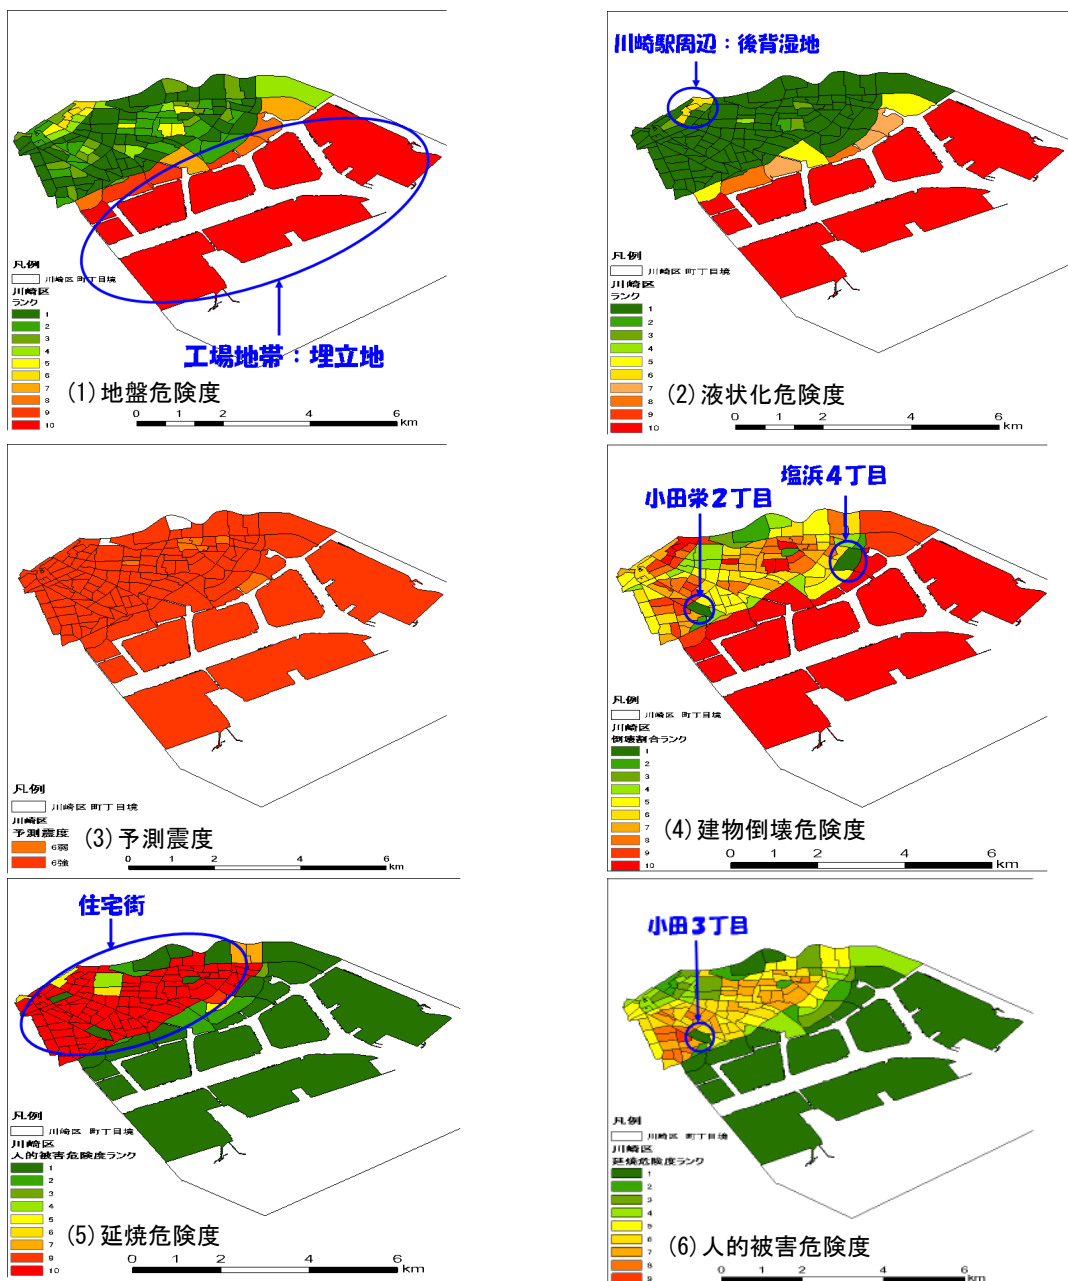 凡例
川崎区 町丁目境
川崎区
ランク
1
2
3
4
5
6
7
8
9
10
工場地帯：埋立地
(1)地盤危険度
0 1 2 4 6
km
川崎駅周辺：後背湿地
凡例
川崎区 町丁目境
川崎区
ランク
1
2
3
4
5
6
7
8
9
10
(2)液状化危険度
0 1 2 4 6
km
凡例
川崎区 町丁目境
川崎区
予測震度
6弱
6強
(3)予測震度
0 1 2 4 6
km
塩浜4丁目
小田栄2丁目
凡例
川崎区 町丁目境
川崎区
倒壊割合ランク
1
2
3
4
5
6
7
8
9
10
(4)建物倒壊危険度
0 1 2 4 6
km
住宅街
凡例
川崎区 町丁目境
川崎区
人的被害危険度ランク
1
2
3
4
5
6
7
8
10
(5)延焼危険度
0 1 2 4 6
km
小田3丁目
凡例
川崎区 町丁目境
川崎区
延焼危険度ランク
1
2
3
4
5
6
7
8
9
(6)人的被害危険度
0 1 2 4 6
km